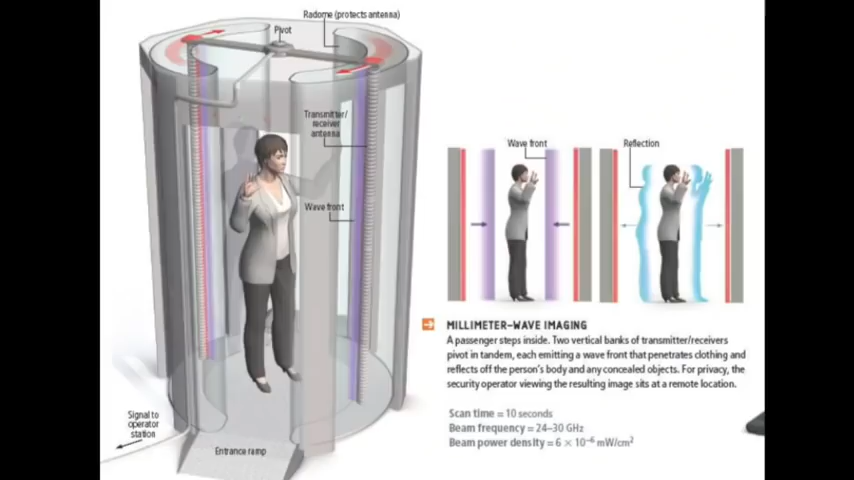 Radome (protects antenna)
Pivot
Transmitter/
receiver
antenna
Wave front
Signal to
operator
station
Entrance ramp
Wave front
Reflection
MILLIMETER-WAVE IMAGING
A passenger steps inside. Two vertical banks of transmitter/receivers
pivot in tandem, each emitting a wave front that penetrates clothing and
reflects off the person's body and any concealed objects. For privacy, the
security operator viewing the resulting image sits at a remote location.
Scan time = 10 seconds
Beam frequency = 24–30 GHz
Beam power density = 6 × 10⁻⁶ mW/cm²